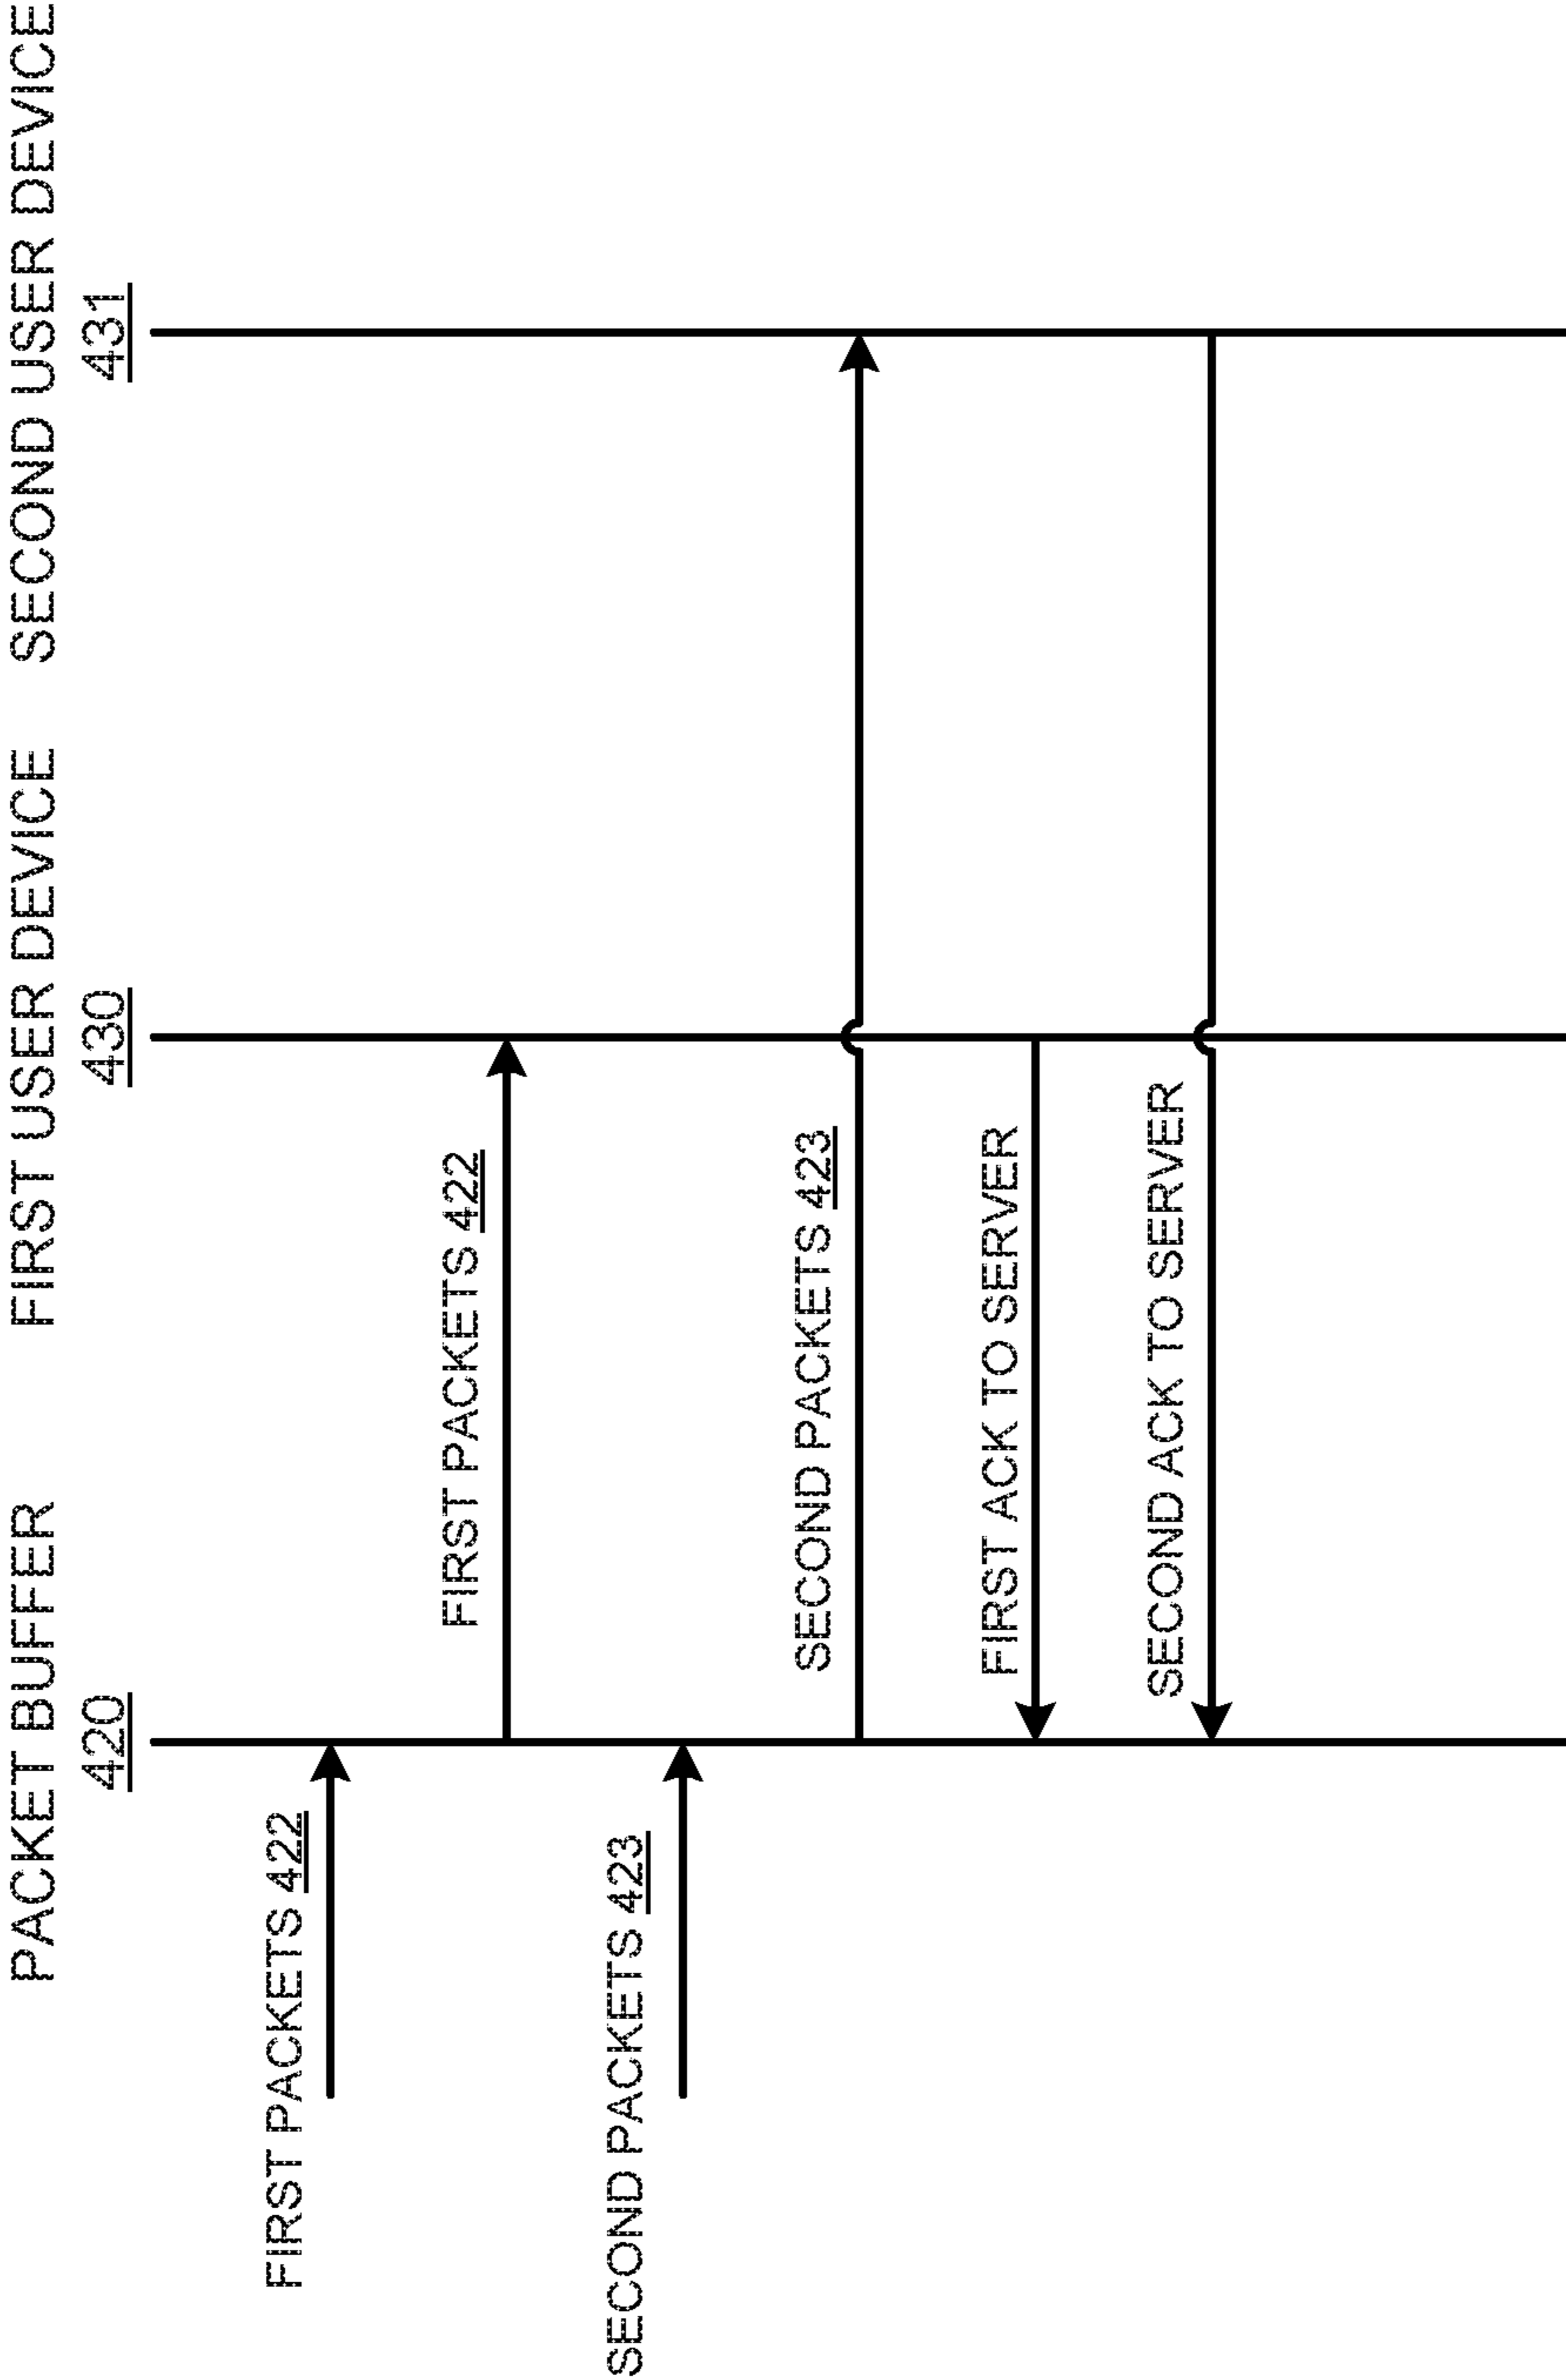 PACKET BUFFER
420
FIRST USER DEVICE
430
SECOND USER DEVICE
431
FIRST PACKETS 422
FIRST PACKETS 422
SECOND PACKETS 423
SECOND PACKETS 423
FIRST ACK TO SERVER
SECOND ACK TO SERVER